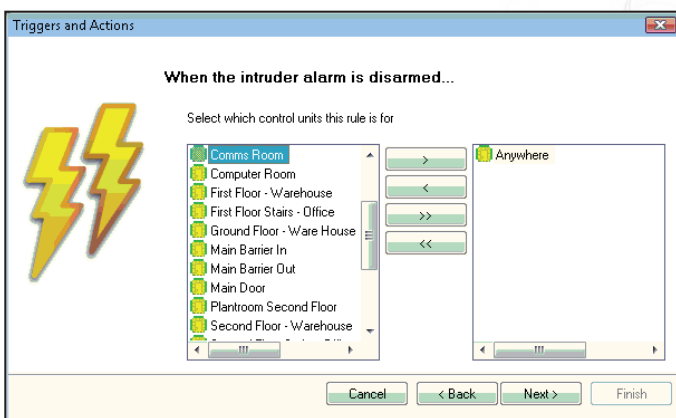 Triggers and Actions
When the intruder alarm is disarmed...
Select which control units this rule is for
Comms Room
Computer Room
First Floor - Warehouse
First Floor Stairs - Office
Ground Floor - Ware House
Main Barrier In
Main Barrier Out
Main Door
Plantroom Second Floor
Second Floor - Warehouse
>
<
>>
<<
Anywhere
Cancel
< Back
Next >
Finish